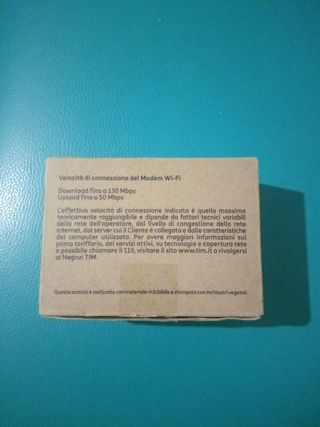 Velocità di connessione del Modem Wi-Fi
Download fino a 150 Mbps
Upload fino a 50 Mbps
L'effettiva velocità di connessione indicata è quella massima
teoricamente raggiungibile e dipende da fattori tecnici variabili
della rete dell'operatore, dal livello di congestione della rete
internet, dai server cui il Cliente è collegato e dalle caratteristiche
del computer utilizzato. Per avere maggiori informazioni sul
piano tariffario, dei servizi attivi, su tecnologia e copertura rete
è possibile chiamare il 119, visitare il sito www.tim.it o rivolgersi
ai Negozi TIM.
Questa scatola è realizzata con materiale riciclabile e stampata con inchiostri vegetali.